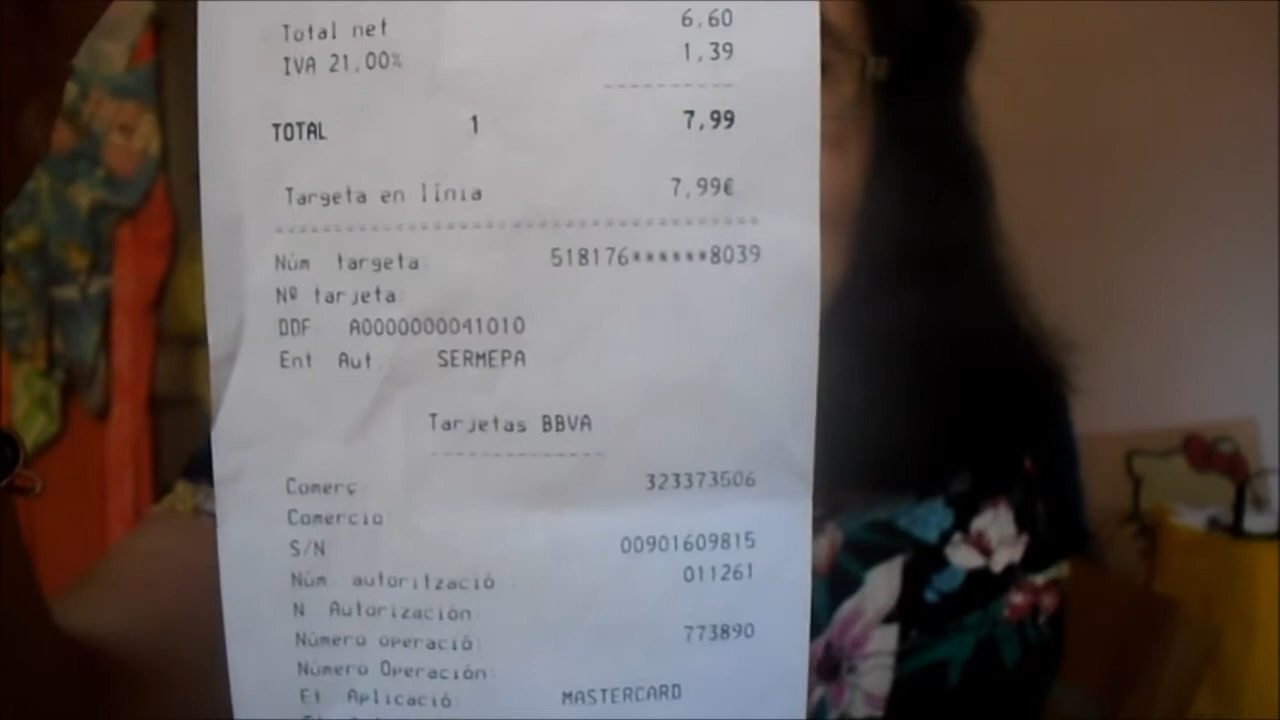 Total net 6,60
IVA 21.00% 1,39
TOTAL 1 7,99
Targeta en línia 7,99€
Núm targeta: 518176******8039
Nº tarjeta:
DDF A0000000041010
Ent Aut. SERMEPA
Tarjetas BBVA
Comerç: 323373506
Comercio:
S/N 00901609815
Núm. autorització : 011261
N Autorización:
Número operació: 773890
Número Operación:
Et Aplicació: MASTERCARD